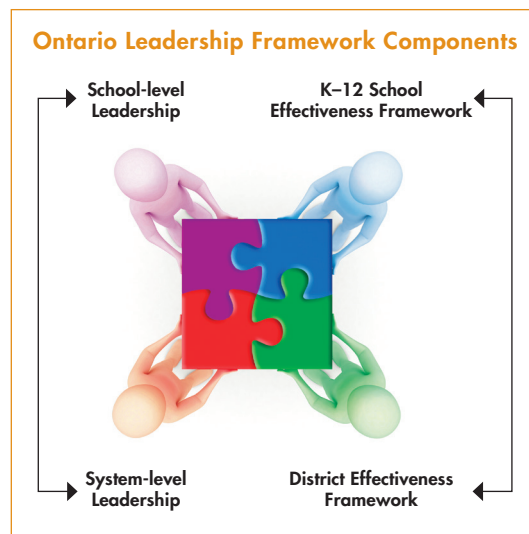 Ontario Leadership Framework Components
School-level
Leadership
K–12 School
Effectiveness Framework
System-level
Leadership
District Effectiveness
Framework